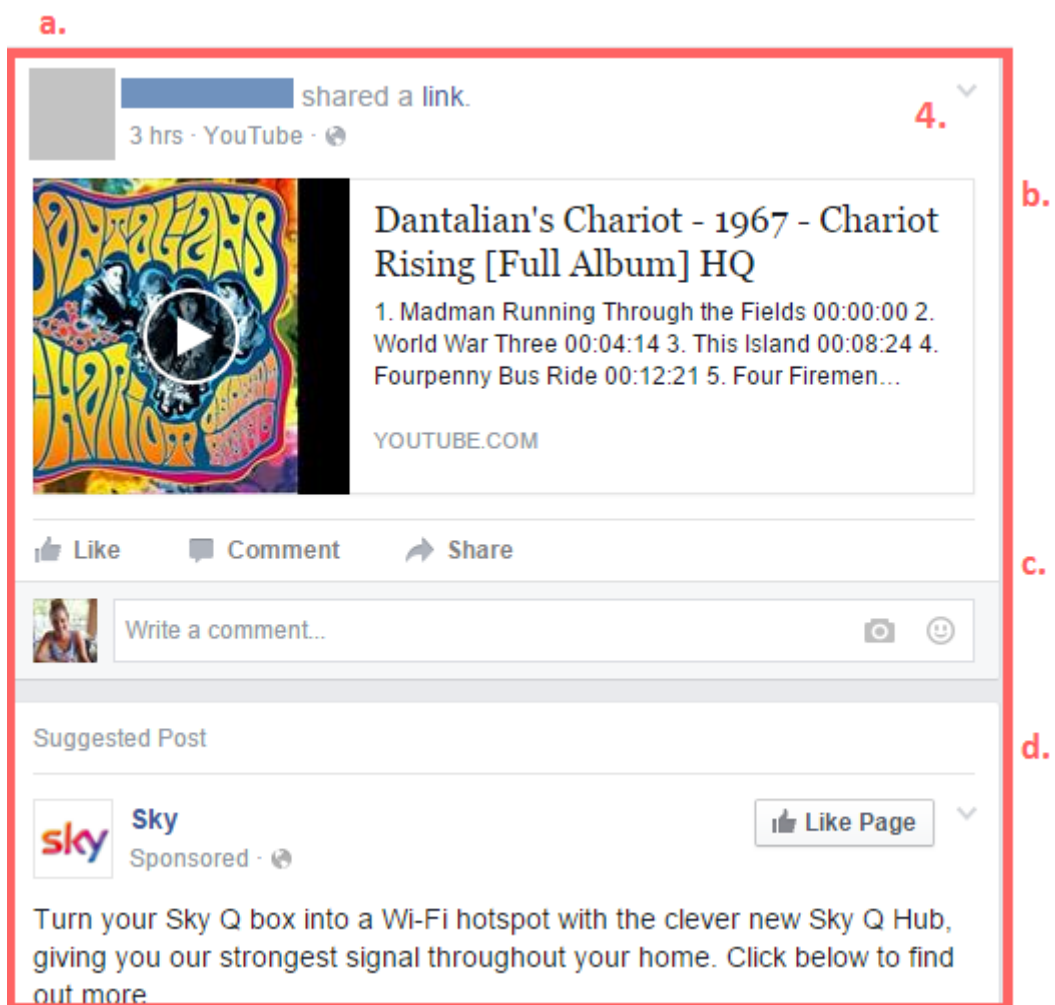 a.
shared a link.
4.
3 hrs · YouTube ·
b.
DANTALIAN'S
CHARIOT
CHARIOT
RISING
Dantalian's Chariot - 1967 - Chariot
Rising [Full Album] HQ
1. Madman Running Through the Fields 00:00:00 2.
World War Three 00:04:14 3. This Island 00:08:24 4.
Fourpenny Bus Ride 00:12:21 5. Four Firemen...
YOUTUBE.COM
Like Comment Share
c.
Write a comment...
Suggested Post
d.
sky
Sky
Like Page
Sponsored ·
Turn your Sky Q box into a Wi-Fi hotspot with the clever new Sky Q Hub,
giving you our strongest signal throughout your home. Click below to find
out more